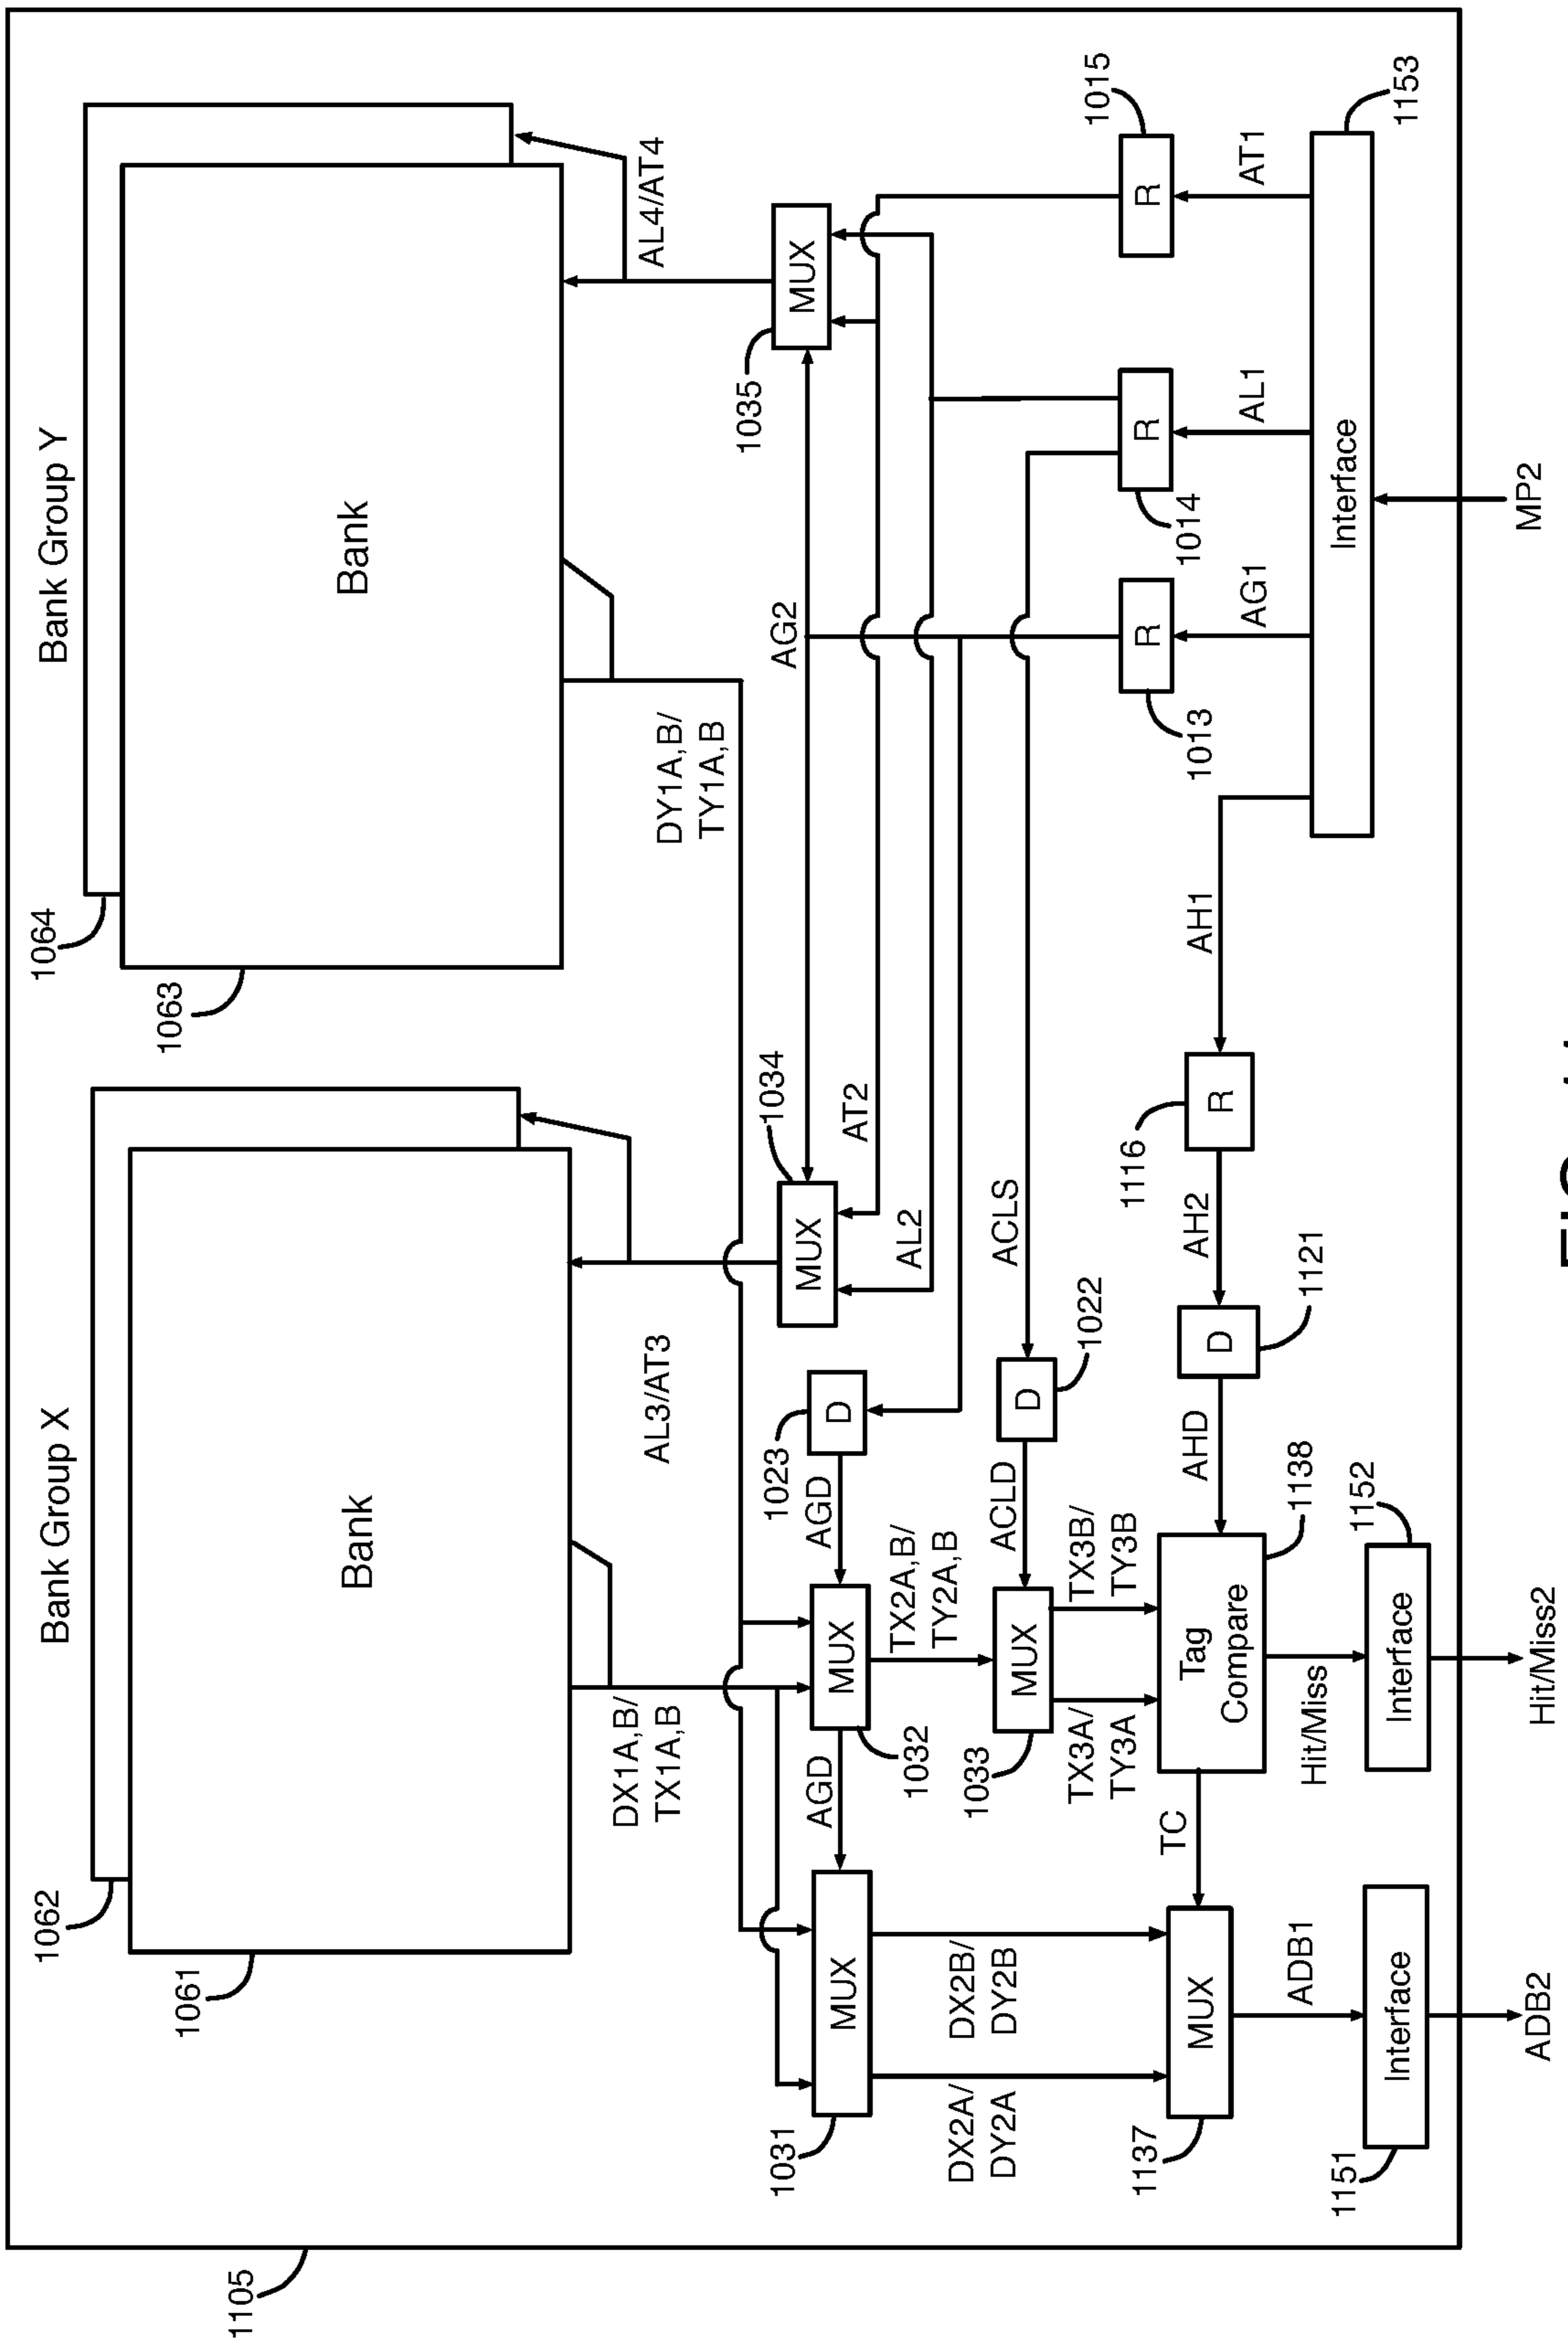 1105
Bank Group X
Bank Group Y
1062
1061
1064
1063
Bank
Bank
DX1A,B/
TX1A,B
AL3/AT3
DY1A,B/
TY1A,B
AL4/AT4
1031
MUX
AGD
1032
MUX
AGD
1023
D
1034
MUX
AG2
1035
MUX
AT2
AL2
TX2A,B/
TY2A,B
DX2A/
DY2A
DX2B/
DY2B
1033
MUX
ACLD
D
1022
ACLS
TX3A/
TY3A
TX3B/
TY3B
1013
R
1014
R
1015
R
AG1
AL1
AT1
1137
MUX
TC
Tag
Compare
1138
AHD
D
1121
AH2
R
1116
AH1
ADB1
Hit/Miss
1151
Interface
Interface
1152
Interface
1153
ADB2
Hit/Miss2
MP2